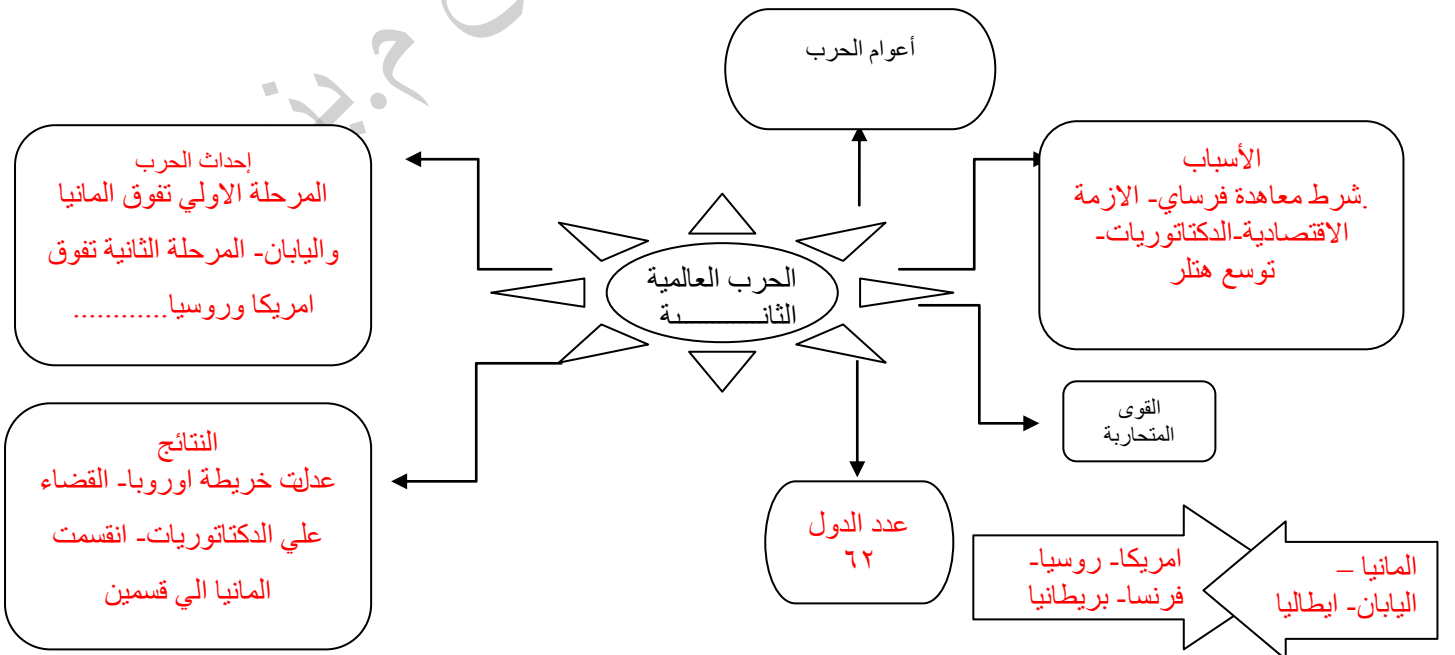 أعوام الحرب
الأسباب
.شرط معاهدة فرساي- الازمة
الاقتصادية-الدكتاتوريات-
توسع هتلر
إحداث الحرب
المرحلة الاولي تفوق المانيا
واليابان- المرحلة الثانية تفوق
امريكا وروسيا............
الحرب العالمية
الثانـــــــــية
القوى
المتحاربة
النتائج
عدلت خريطة اوروبا- القضاء
علي الدكتاتوريات- انقسمت
المانيا الي قسمين
عدد الدول
٦٢
المانيا –
اليابان- ايطاليا
امريكا- روسيا-
فرنسا- بريطانيا